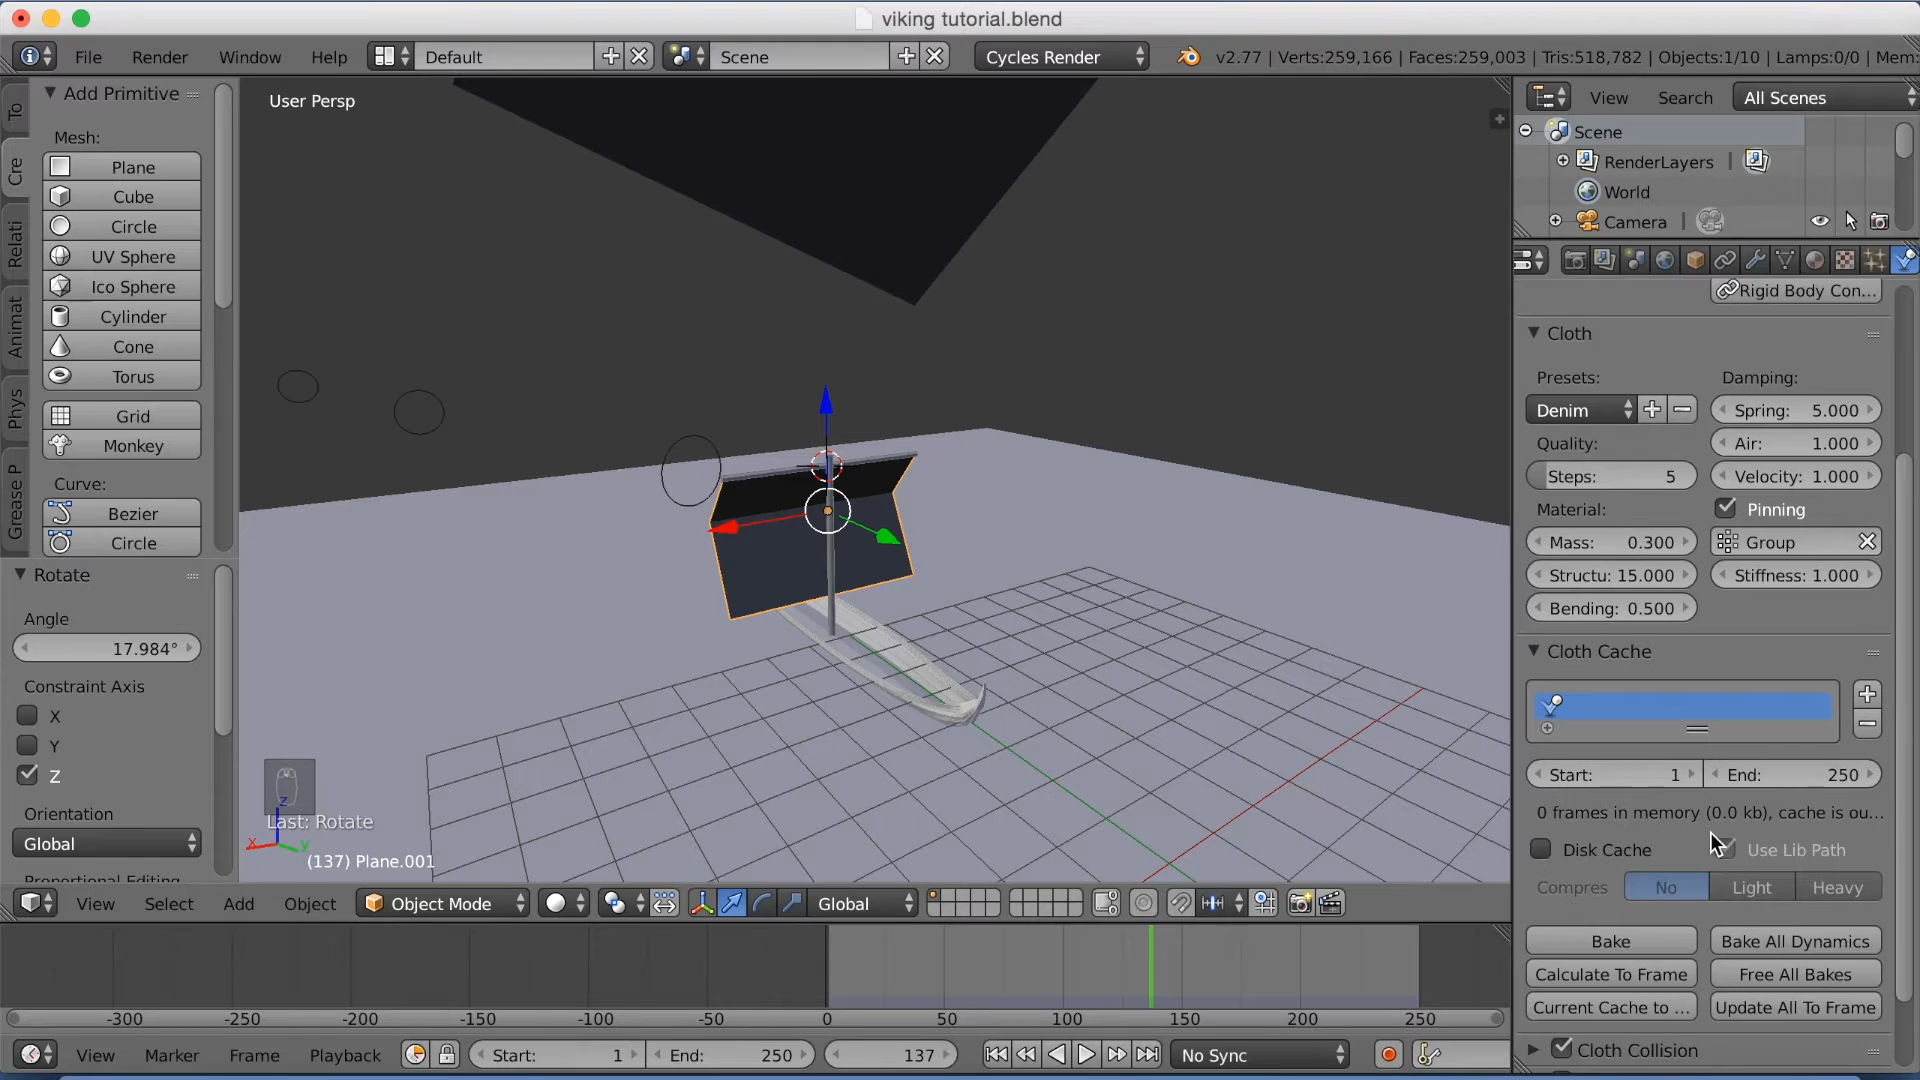 viking tutorial.blend
File Render Window Help Default Scene Cycles Render v2.77 | Verts:259,166 | Faces:259,003 | Tris:518,782 | Objects:1/10 | Lamps:0/0 | Mem:
To
Cre
Relati
Animat
Phys
Grease P
Add Primitive
Mesh:
Plane
Cube
Circle
UV Sphere
Ico Sphere
Cylinder
Cone
Torus
Grid
Monkey
Curve:
Bezier
Circle
Rotate
Angle
17.984°
Constraint Axis
X
Y
Z
Orientation
Global
User Persp
Last: Rotate
z
x
y
(137) Plane.001
View Search All Scenes
Scene
RenderLayers
World
Camera
Rigid Body Con...
Cloth
Presets: Damping:
Denim Spring: 5.000
Quality: Air: 1.000
Steps: 5 Velocity: 1.000
Material: Pinning
Mass: 0.300 Group
Structu: 15.000 Stiffness: 1.000
Bending: 0.500
Cloth Cache
Start: 1 End: 250
0 frames in memory (0.0 kb), cache is ou...
Disk Cache Use Lib Path
Compres No Light Heavy
Bake Bake All Dynamics
Calculate To Frame Free All Bakes
Current Cache to ... Update All To Frame
Cloth Collision
View Select Add Object Object Mode Global
-300 -250 -200 -150 -100 -50 0 50 100 150 200 250
View Marker Frame Playback Start: 1 End: 250 137 No Sync